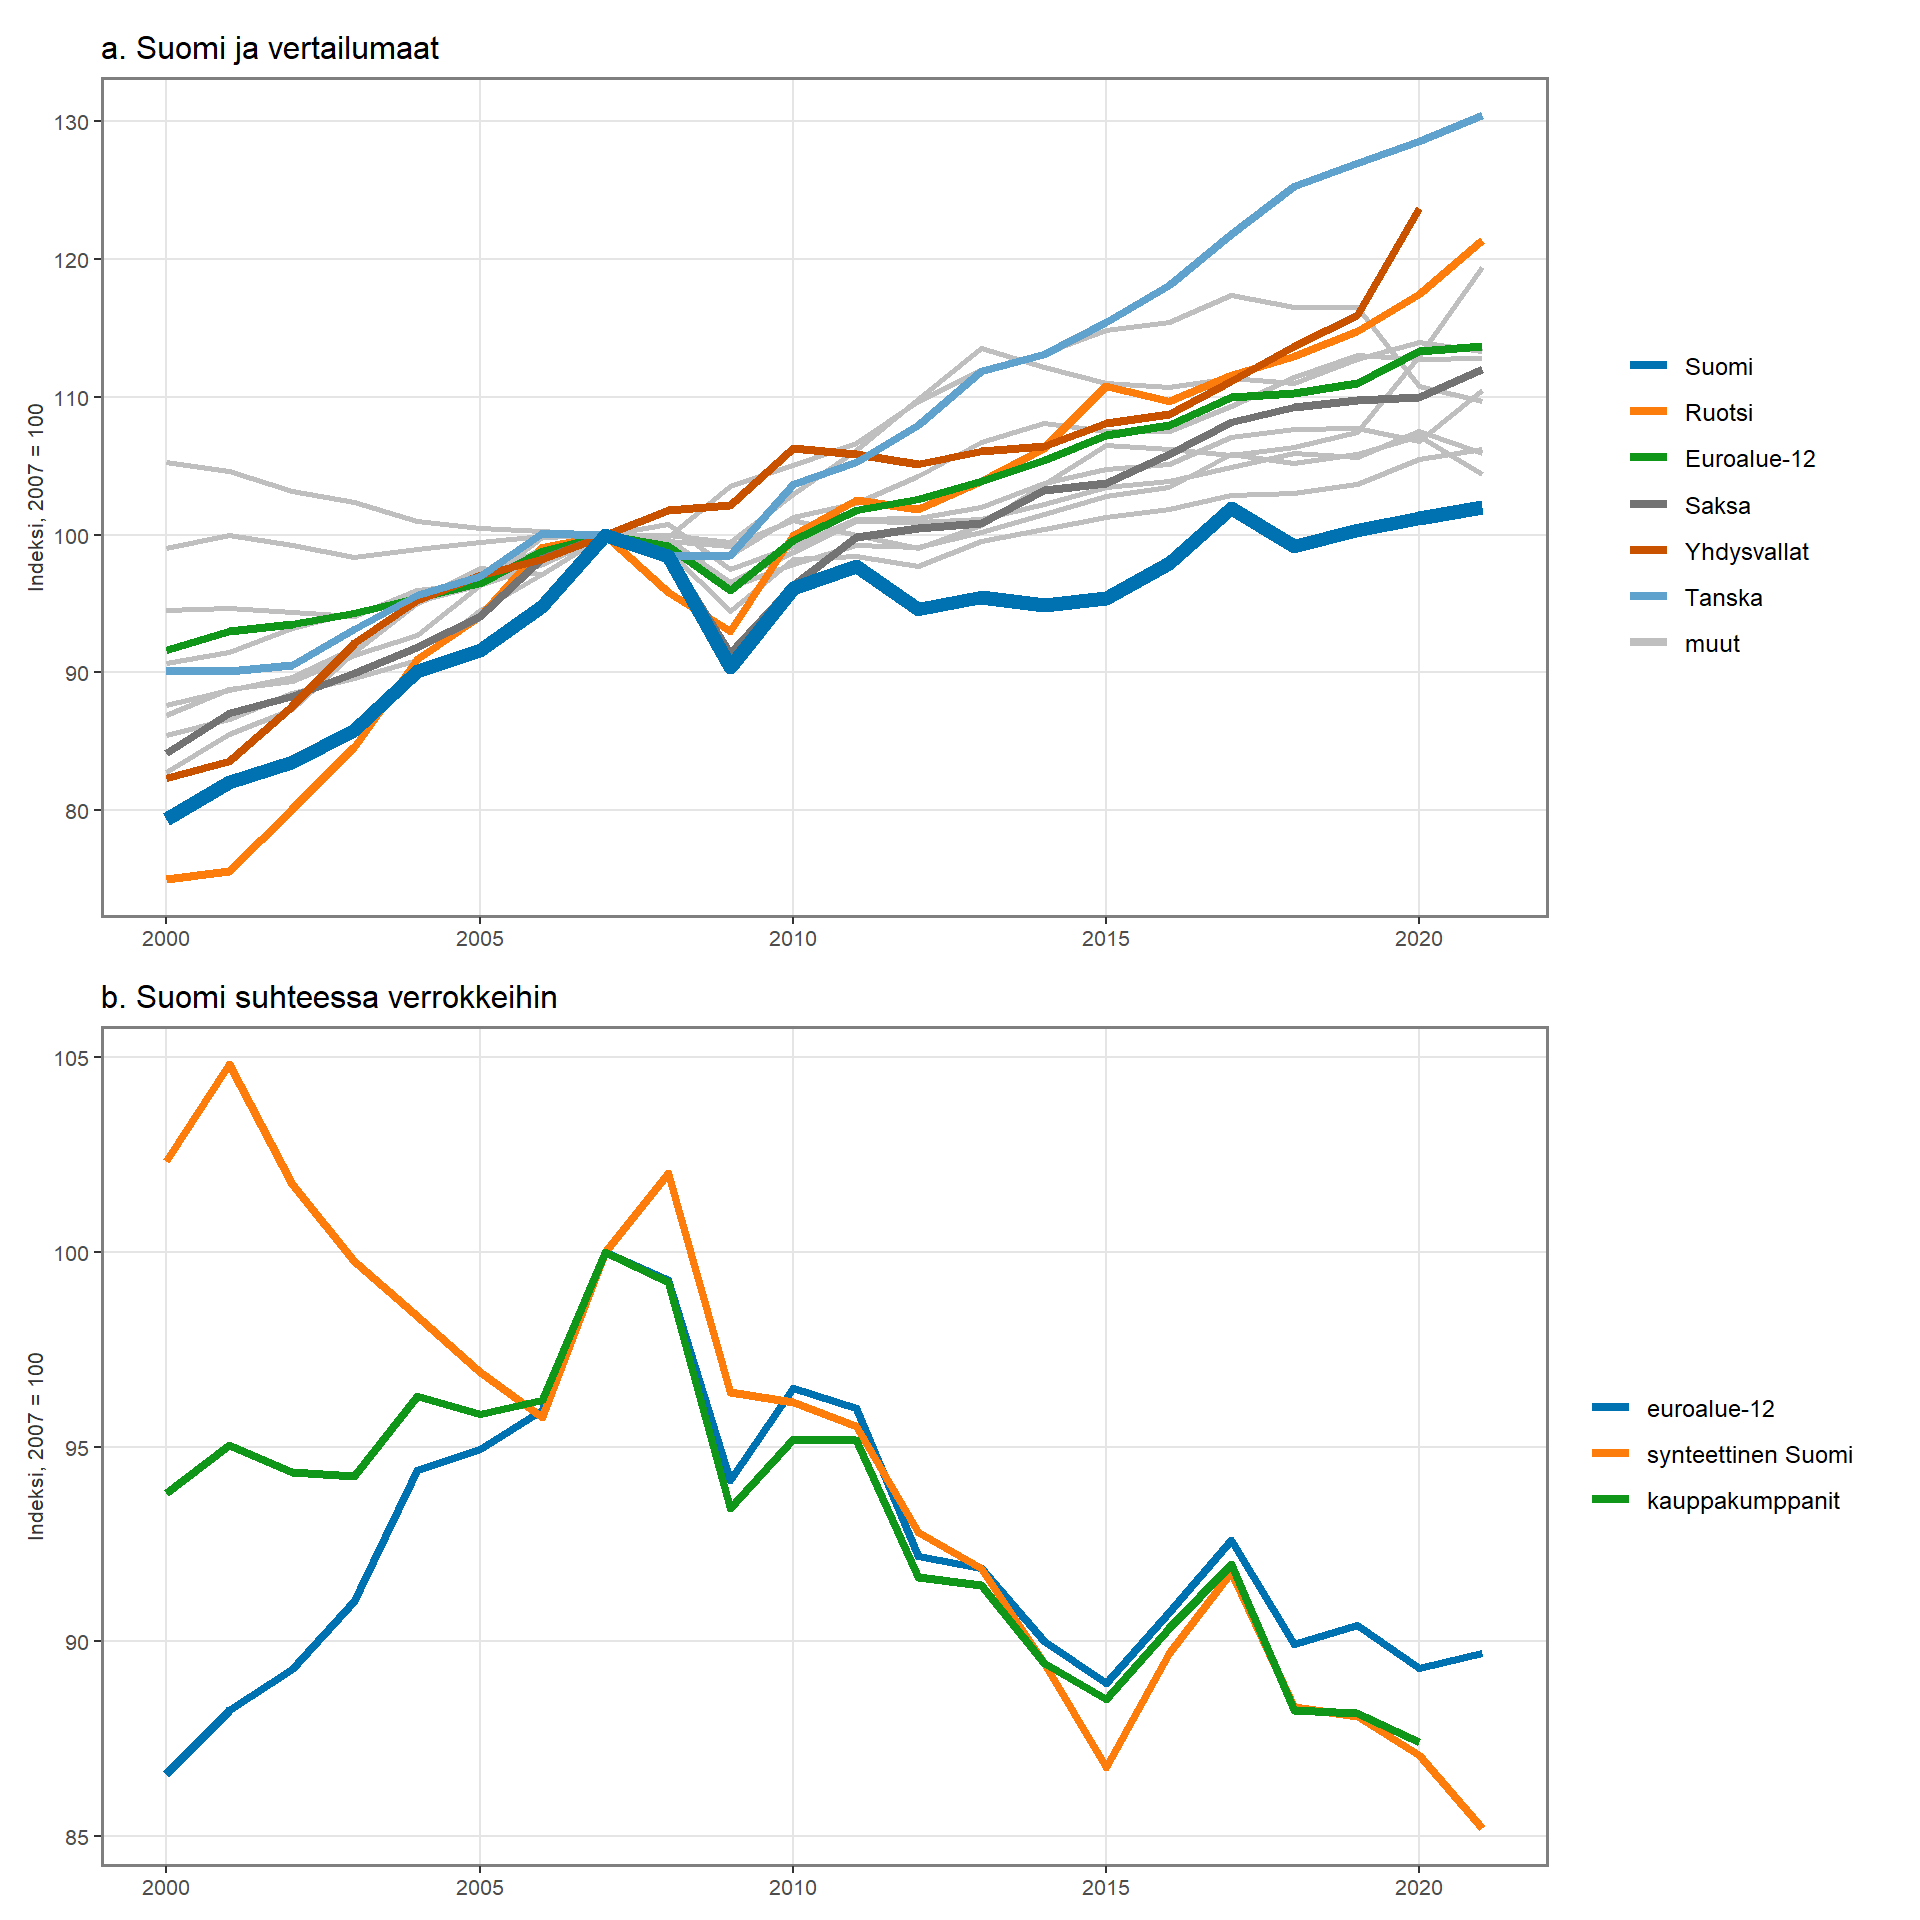 a. Suomi ja vertailumaat
Indeksi, 2007 = 100
130
120
110
100
90
80
2000
2005
2010
2015
2020
Suomi
Ruotsi
Euroalue-12
Saksa
Yhdysvallat
Tanska
muut
b. Suomi suhteessa verrokkeihin
Indeksi, 2007 = 100
105
100
95
90
85
2000
2005
2010
2015
2020
euroalue-12
synteettinen Suomi
kauppakumppanit